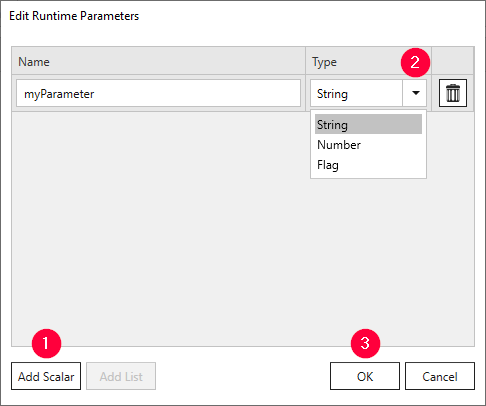 Edit Runtime Parameters
Name Type 2
myParameter String
String
Number
Flag
1 3
Add Scalar Add List OK Cancel